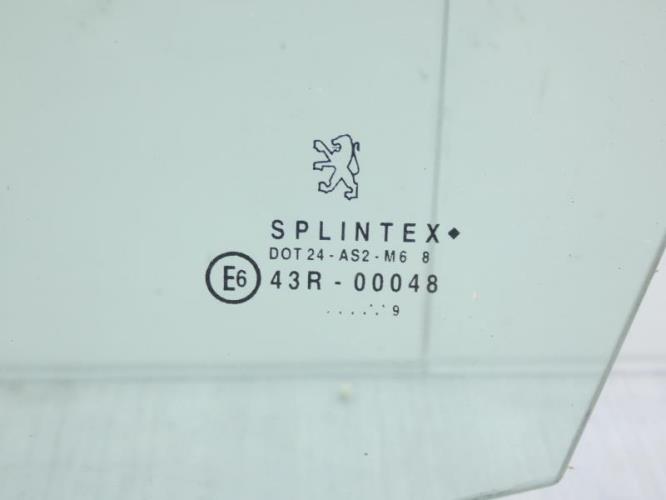 SPLINTEX◆
DOT 24 - AS2 - M6 8
E6 43R - 00048
. . . . . · . · 9